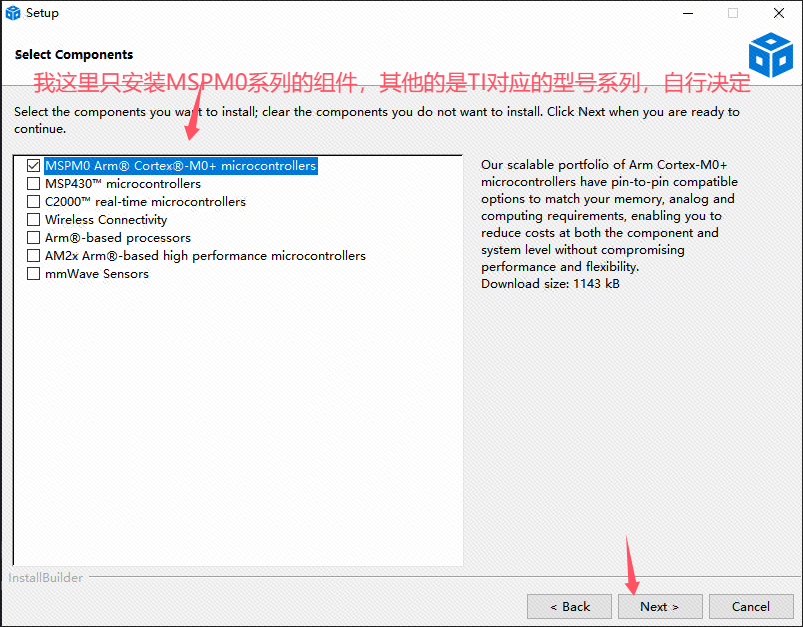 Setup
Select Components
我这里只安装MSPM0系列的组件，其他的是TI对应的型号系列，自行决定
Select the components you want to install; clear the components you do not want to install. Click Next when you are ready to
continue.
MSPM0 Arm® Cortex®-M0+ microcontrollers
MSP430™ microcontrollers
C2000™ real-time microcontrollers
Wireless Connectivity
Arm®-based processors
AM2x Arm®-based high performance microcontrollers
mmWave Sensors
Our scalable portfolio of Arm Cortex-M0+
microcontrollers have pin-to-pin compatible
options to match your memory, analog and
computing requirements, enabling you to
reduce costs at both the component and
system level without compromising
performance and flexibility.
Download size: 1143 kB
InstallBuilder
< Back
Next >
Cancel